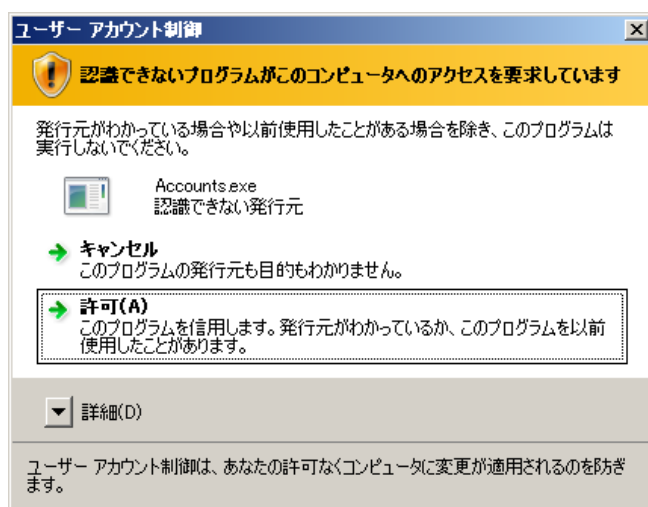 ユーザー アカウント制御
認識できないプログラムがこのコンピュータへのアクセスを要求しています
発行元がわかっている場合や以前使用したことがある場合を除き、このプログラムは
実行しないでください。
Accounts.exe
認識できない発行元
キャンセル
このプログラムの発行元も目的もわかりません。
許可(A)
このプログラムを信用します。発行元がわかっているか、このプログラムを以前
使用したことがあります。
詳細(D)
ユーザー アカウント制御は、あなたの許可なくコンピュータに変更が適用されるのを防ぎ
ます。